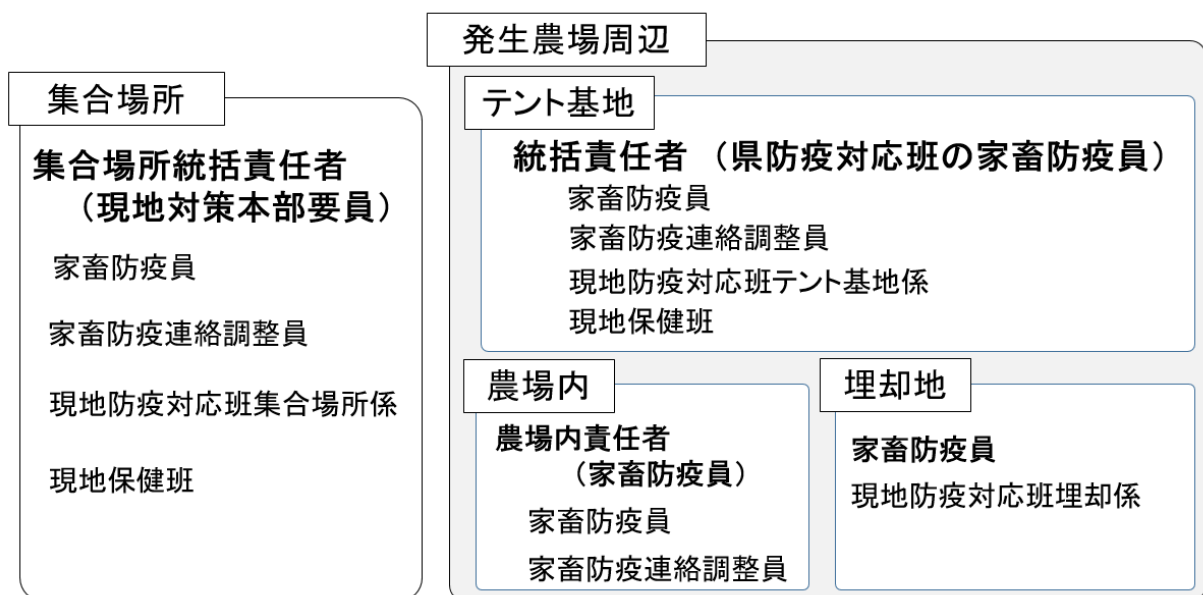 集合場所
集合場所統括責任者
（現地対策本部要員）
家畜防疫員
家畜防疫連絡調整員
現地防疫対応班集合場所係
現地保健班
発生農場周辺
テント基地
統括責任者 （県防疫対応班の家畜防疫員）
家畜防疫員
家畜防疫連絡調整員
現地防疫対応班テント基地係
現地保健班
農場内
農場内責任者
（家畜防疫員）
家畜防疫員
家畜防疫連絡調整員
埋却地
家畜防疫員
現地防疫対応班埋却係